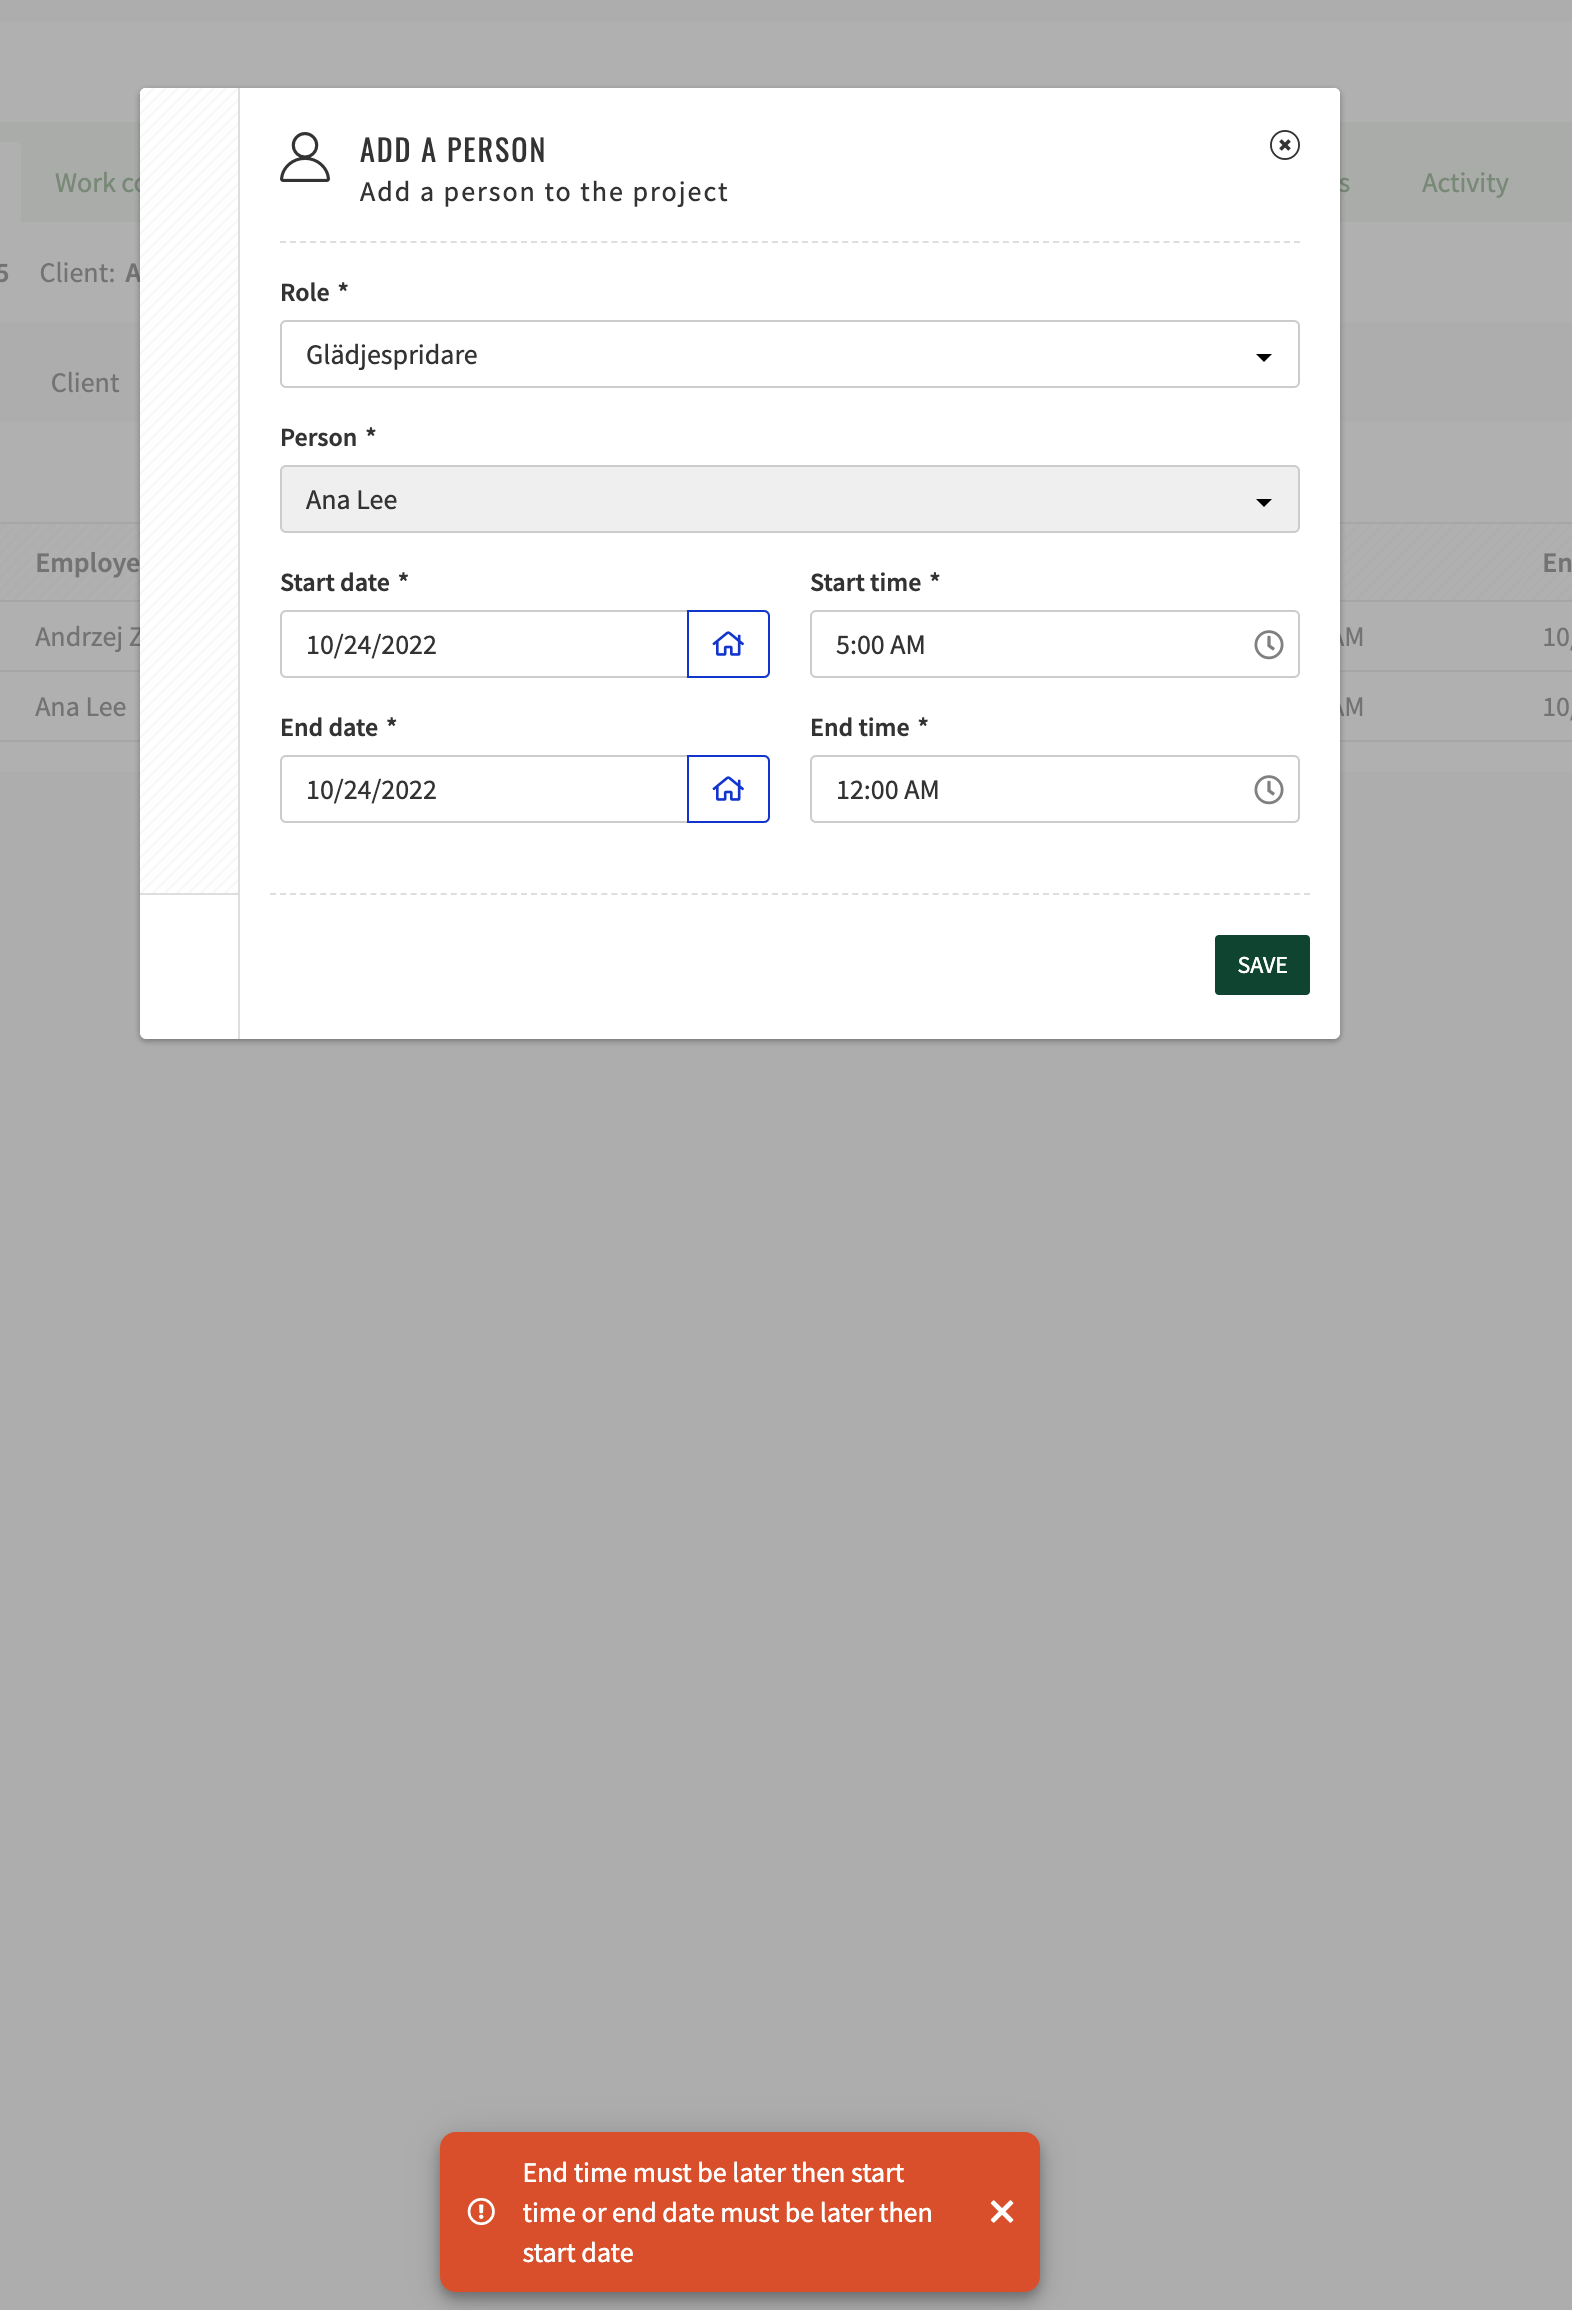 ADD A PERSON
Add a person to the project
Work
s
Activity
5 Client:
Role *
Glädjespridare
Client
Person *
Ana Lee
Start date *
Start time *
10/24/2022
5:00 AM
End date *
End time *
10/24/2022
12:00 AM
Andrzej
AM
10/
Ana Lee
AM
10/
SAVE
End time must be later then start
time or end date must be later then
start date